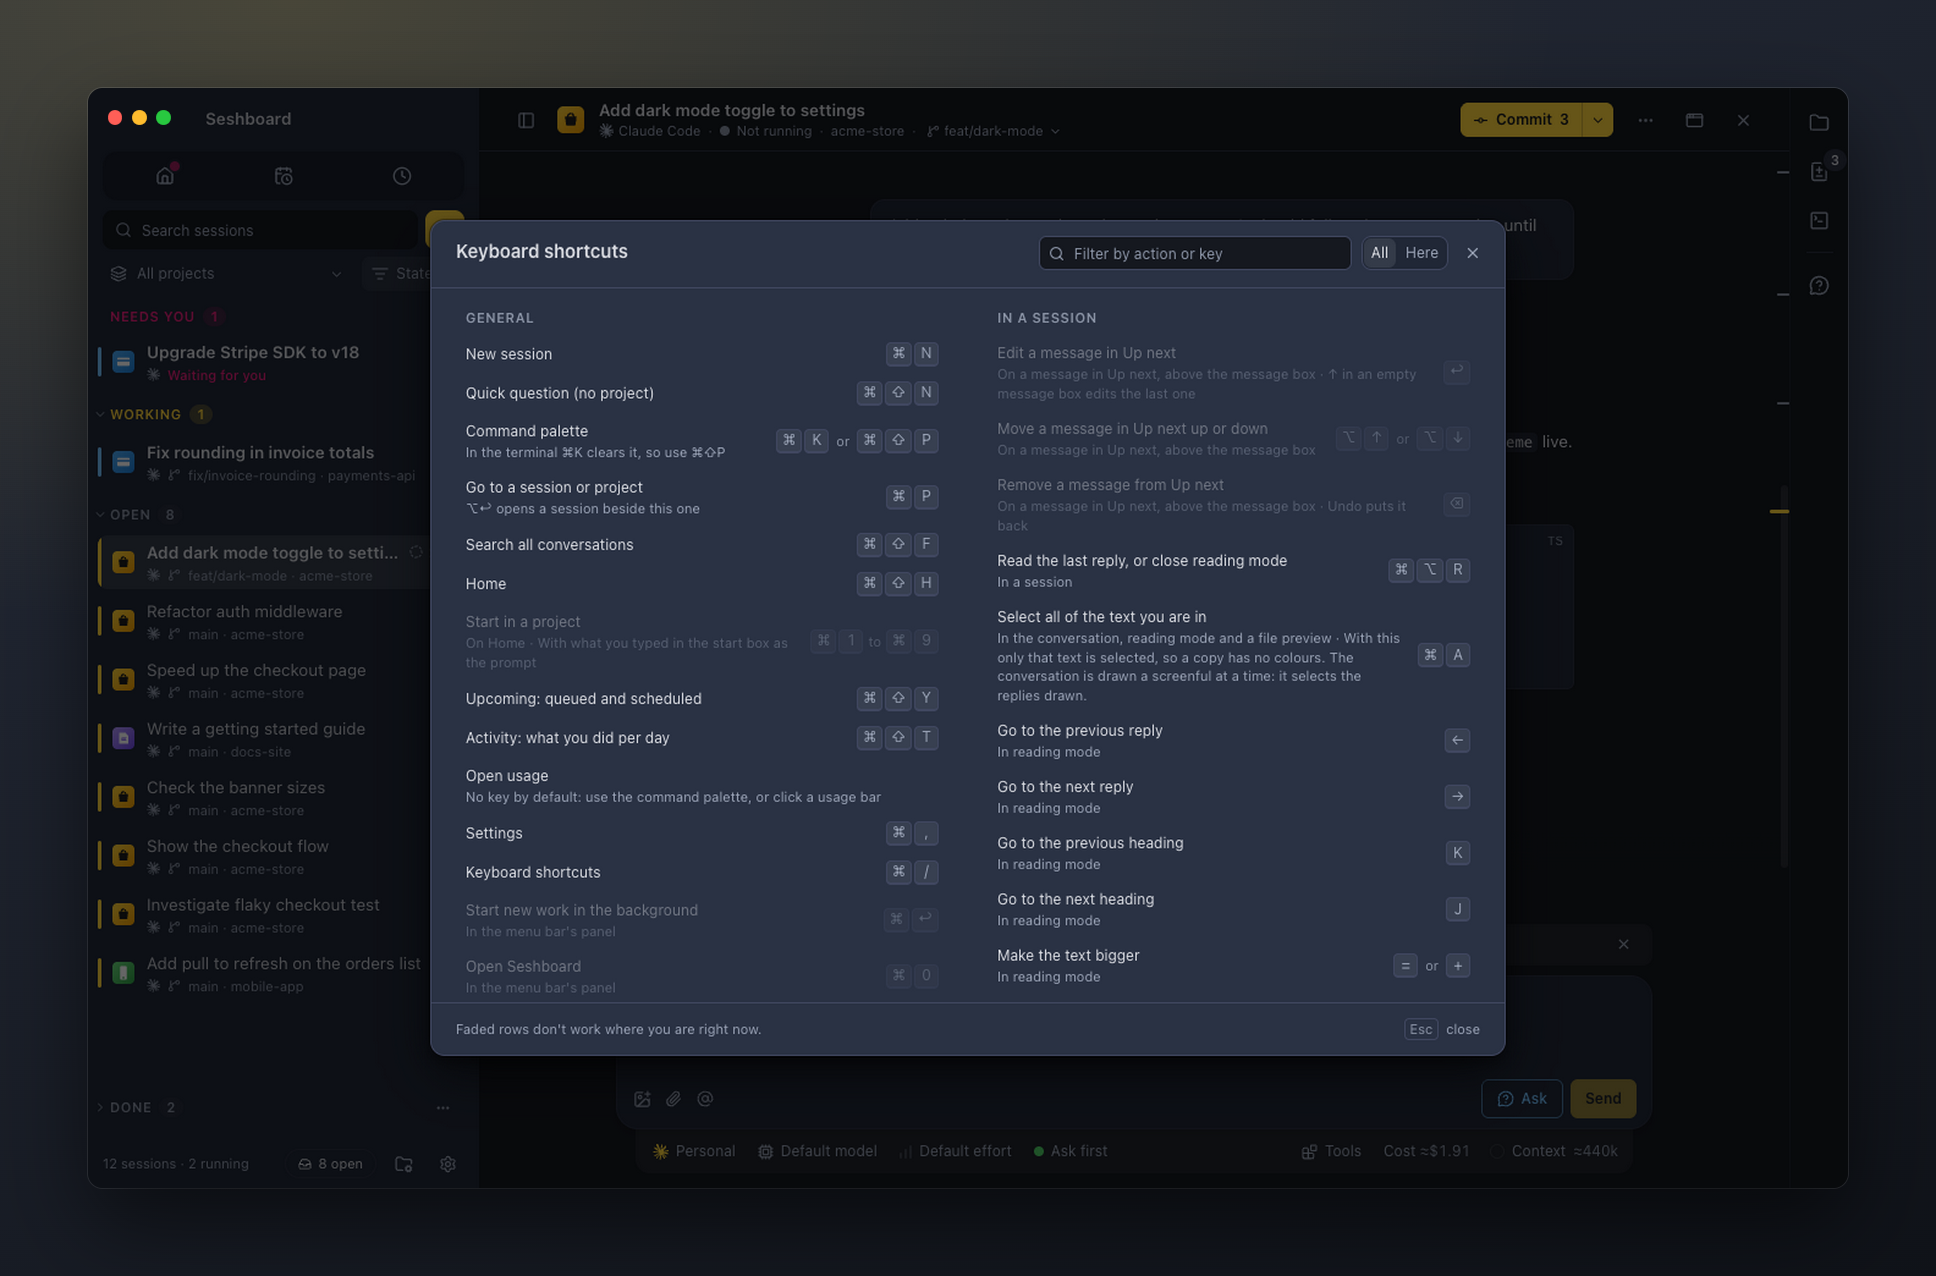 Seshboard
Search sessions
All projects
State
NEEDS YOU 1
Upgrade Stripe SDK to v18
Waiting for you
WORKING 1
Fix rounding in invoice totals
fix/invoice-rounding · payments-api
OPEN 8
Add dark mode toggle to setti...
feat/dark-mode · acme-store
Refactor auth middleware
main · acme-store
Speed up the checkout page
main · acme-store
Write a getting started guide
main · docs-site
Check the banner sizes
main · acme-store
Show the checkout flow
main · acme-store
Investigate flaky checkout test
main · acme-store
Add pull to refresh on the orders list
main · mobile-app
DONE 2
12 sessions · 2 running
8 open
Add dark mode toggle to settings
Claude Code · Not running · acme-store · feat/dark-mode
Commit 3
3
until
eme live.
TS
Keyboard shortcuts
Filter by action or key
All Here
GENERAL
New session ⌘ N
Quick question (no project) ⌘ ⇧ N
Command palette ⌘ K or ⌘ ⇧ P
In the terminal ⌘K clears it, so use ⌘⇧P
Go to a session or project ⌘ P
⌥↩ opens a session beside this one
Search all conversations ⌘ ⇧ F
Home ⌘ ⇧ H
Start in a project ⌘ 1 to ⌘ 9
On Home · With what you typed in the start box as
the prompt
Upcoming: queued and scheduled ⌘ ⇧ Y
Activity: what you did per day ⌘ ⇧ T
Open usage
No key by default: use the command palette, or click a usage bar
Settings ⌘ ,
Keyboard shortcuts ⌘ /
Start new work in the background ⌘ ↩
In the menu bar's panel
Open Seshboard ⌘ 0
In the menu bar's panel
IN A SESSION
Edit a message in Up next ↩
On a message in Up next, above the message box · ↑ in an empty
message box edits the last one
Move a message in Up next up or down ⌥ ↑ or ⌥ ↓
On a message in Up next, above the message box
Remove a message from Up next ⌫
On a message in Up next, above the message box · Undo puts it
back
Read the last reply, or close reading mode ⌘ ⌥ R
In a session
Select all of the text you are in ⌘ A
In the conversation, reading mode and a file preview · With this
only that text is selected, so a copy has no colours. The
conversation is drawn a screenful at a time: it selects the
replies drawn.
Go to the previous reply ←
In reading mode
Go to the next reply →
In reading mode
Go to the previous heading K
In reading mode
Go to the next heading J
In reading mode
Make the text bigger = or +
In reading mode
Faded rows don't work where you are right now.
Esc close
Ask
Send
Personal
Default model
Default effort
Ask first
Tools
Cost ≈$1.91
Context ≈440k